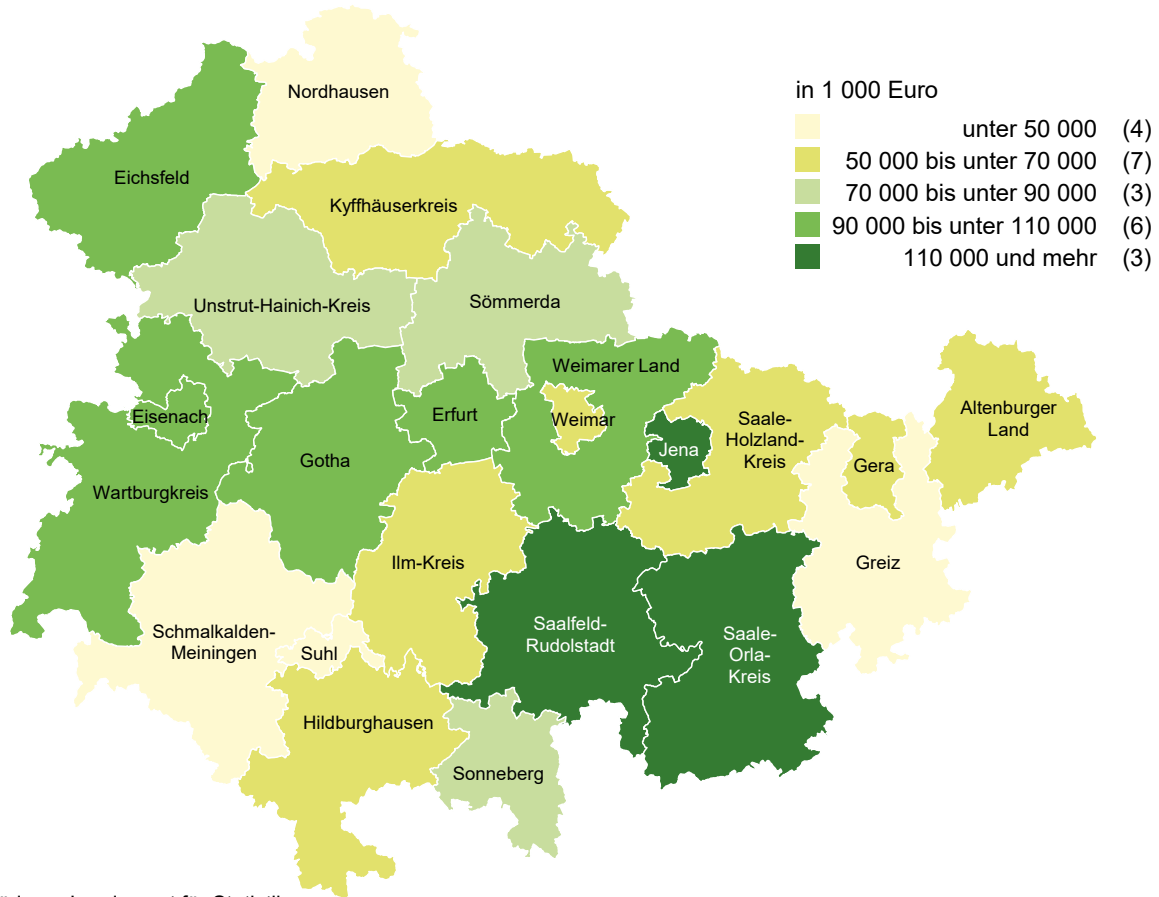 in 1 000 Euro
unter 50 000 (4)
50 000 bis unter 70 000 (7)
70 000 bis unter 90 000 (3)
90 000 bis unter 110 000 (6)
110 000 und mehr (3)
Nordhausen
Eichsfeld
Kyffhäuserkreis
Unstrut-Hainich-Kreis
Sömmerda
Weimarer Land
Eisenach
Erfurt
Weimar
Jena
Saale-
Holzland-
Kreis
Gera
Altenburger
Land
Gotha
Wartburgkreis
Ilm-Kreis
Greiz
Schmalkalden-
Meiningen
Suhl
Saalfeld-
Rudolstadt
Saale-
Orla-
Kreis
Hildburghausen
Sonneberg